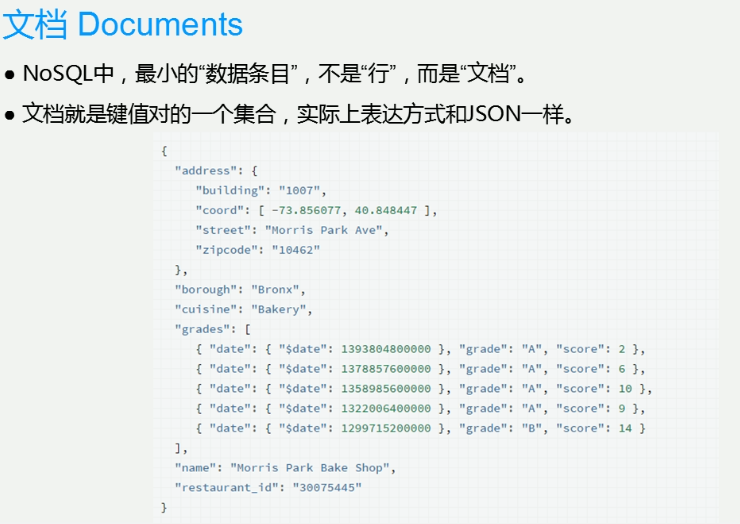 文档 Documents
● NoSQL中，最小的“数据条目”，不是“行”，而是“文档”。
● 文档就是键值对的一个集合，实际上表达方式和JSON一样。
{
  "address": {
     "building": "1007",
     "coord": [ -73.856077, 40.848447 ],
     "street": "Morris Park Ave",
     "zipcode": "10462"
  },
  "borough": "Bronx",
  "cuisine": "Bakery",
  "grades": [
     { "date": { "$date": 1393804800000 }, "grade": "A", "score": 2 },
     { "date": { "$date": 1378857600000 }, "grade": "A", "score": 6 },
     { "date": { "$date": 1358985600000 }, "grade": "A", "score": 10 },
     { "date": { "$date": 1322006400000 }, "grade": "A", "score": 9 },
     { "date": { "$date": 1299715200000 }, "grade": "B", "score": 14 }
  ],
  "name": "Morris Park Bake Shop",
  "restaurant_id": "30075445"
}